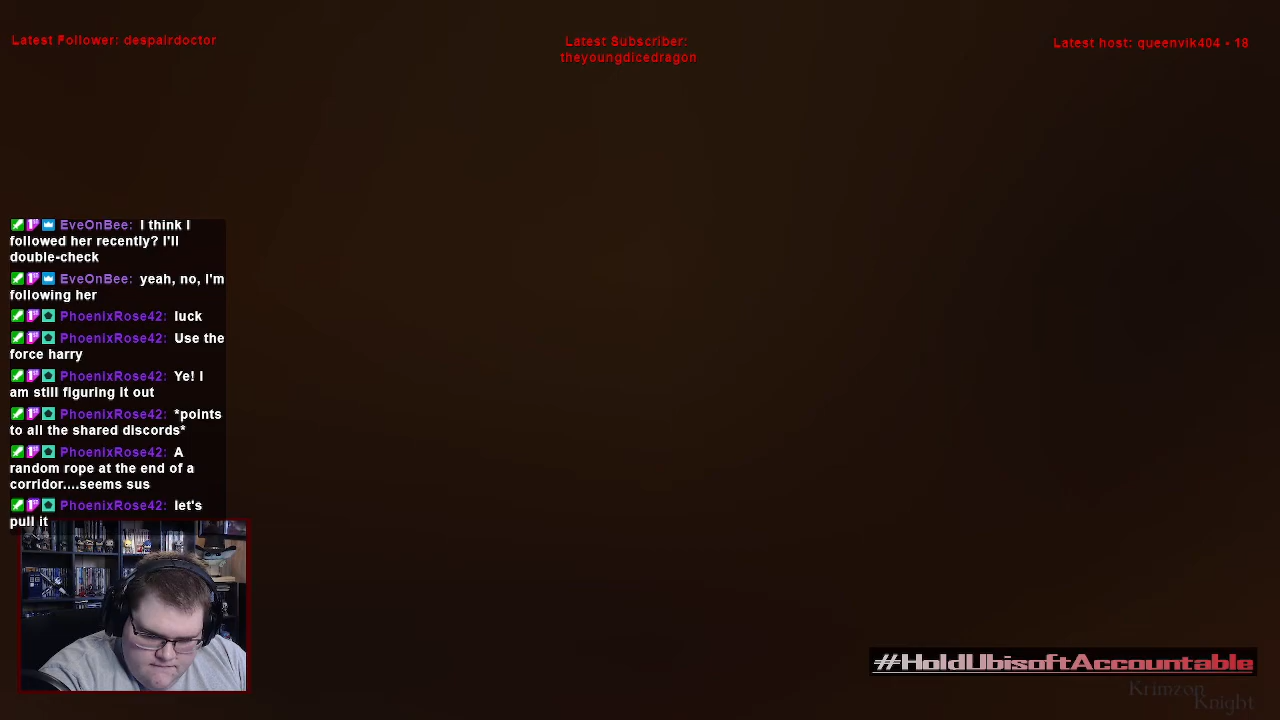 Latest Follower: despairdoctor
Latest Subscriber:
theyoungdicedragon
Latest host: queenvik404 - 18
EveOnBee: I think I
followed her recently? I'll
double-check
EveOnBee: yeah, no, I'm
following her
PhoenixRose42: luck
PhoenixRose42: Use the
force harry
PhoenixRose42: Ye! I
am still figuring it out
PhoenixRose42: *points
to all the shared discords*
PhoenixRose42: A
random rope at the end of a
corridor....seems sus
PhoenixRose42: let's
pull it
#HoldUbisoftAccountable
Krimzon
Knight